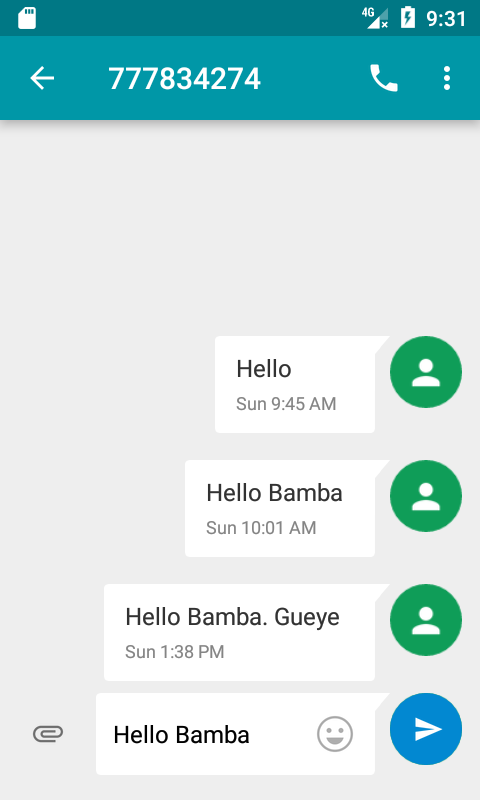 4G 9:31
777834274
Hello
Sun 9:45 AM
Hello Bamba
Sun 10:01 AM
Hello Bamba. Gueye
Sun 1:38 PM
Hello Bamba